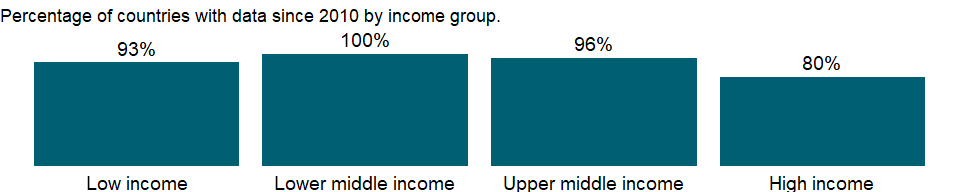 Percentage of countries with data since 2010 by income group.
93%
100%
96%
80%
Low income
Lower middle income
Upper middle income
High income